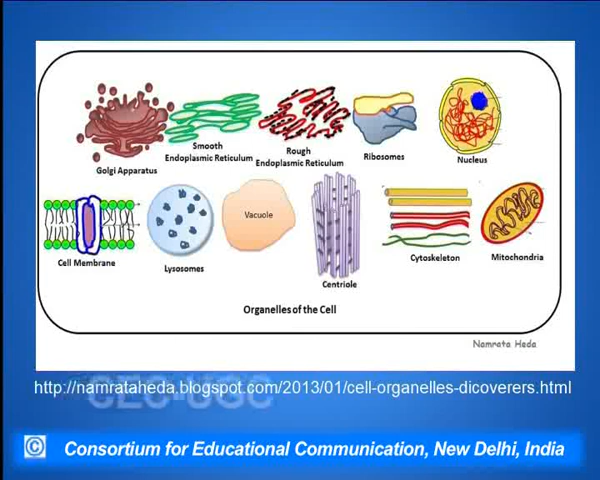 Golgi Apparatus
Smooth
Endoplasmic Reticulum
Rough
Endoplasmic Reticulum
Ribosomes
Nucleus
Cell Membrane
Lysosomes
Vacuole
Centriole
Cytoskeleton
Mitochondria
Organelles of the Cell
Namrata Heda
http://namrataheda.blogspot.com/2013/01/cell-organelles-dicoverers.html
CEC-UGC
© Consortium for Educational Communication, New Delhi, India